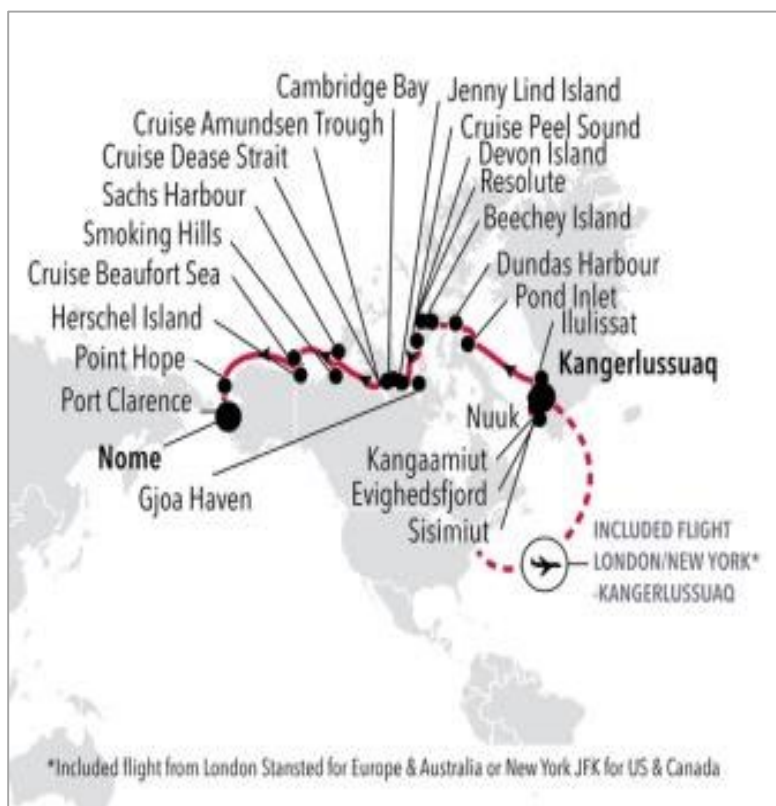 Cambridge Bay
Jenny Lind Island
Cruise Amundsen Trough
Cruise Peel Sound
Cruise Dease Strait
Devon Island
Sachs Harbour
Resolute
Smoking Hills
Beechey Island
Cruise Beaufort Sea
Dundas Harbour
Herschel Island
Pond Inlet
Ilulissat
Point Hope
Kangerlussuaq
Port Clarence
Nuuk
Nome
Kangaamiut
Gjoa Haven
Evighedsfjord
Sisimiut
INCLUDED FLIGHT
LONDON/NEW YORK*
-KANGERLUSSUAQ
*Included flight from London Stansted for Europe & Australia or New York JFK for US & Canada